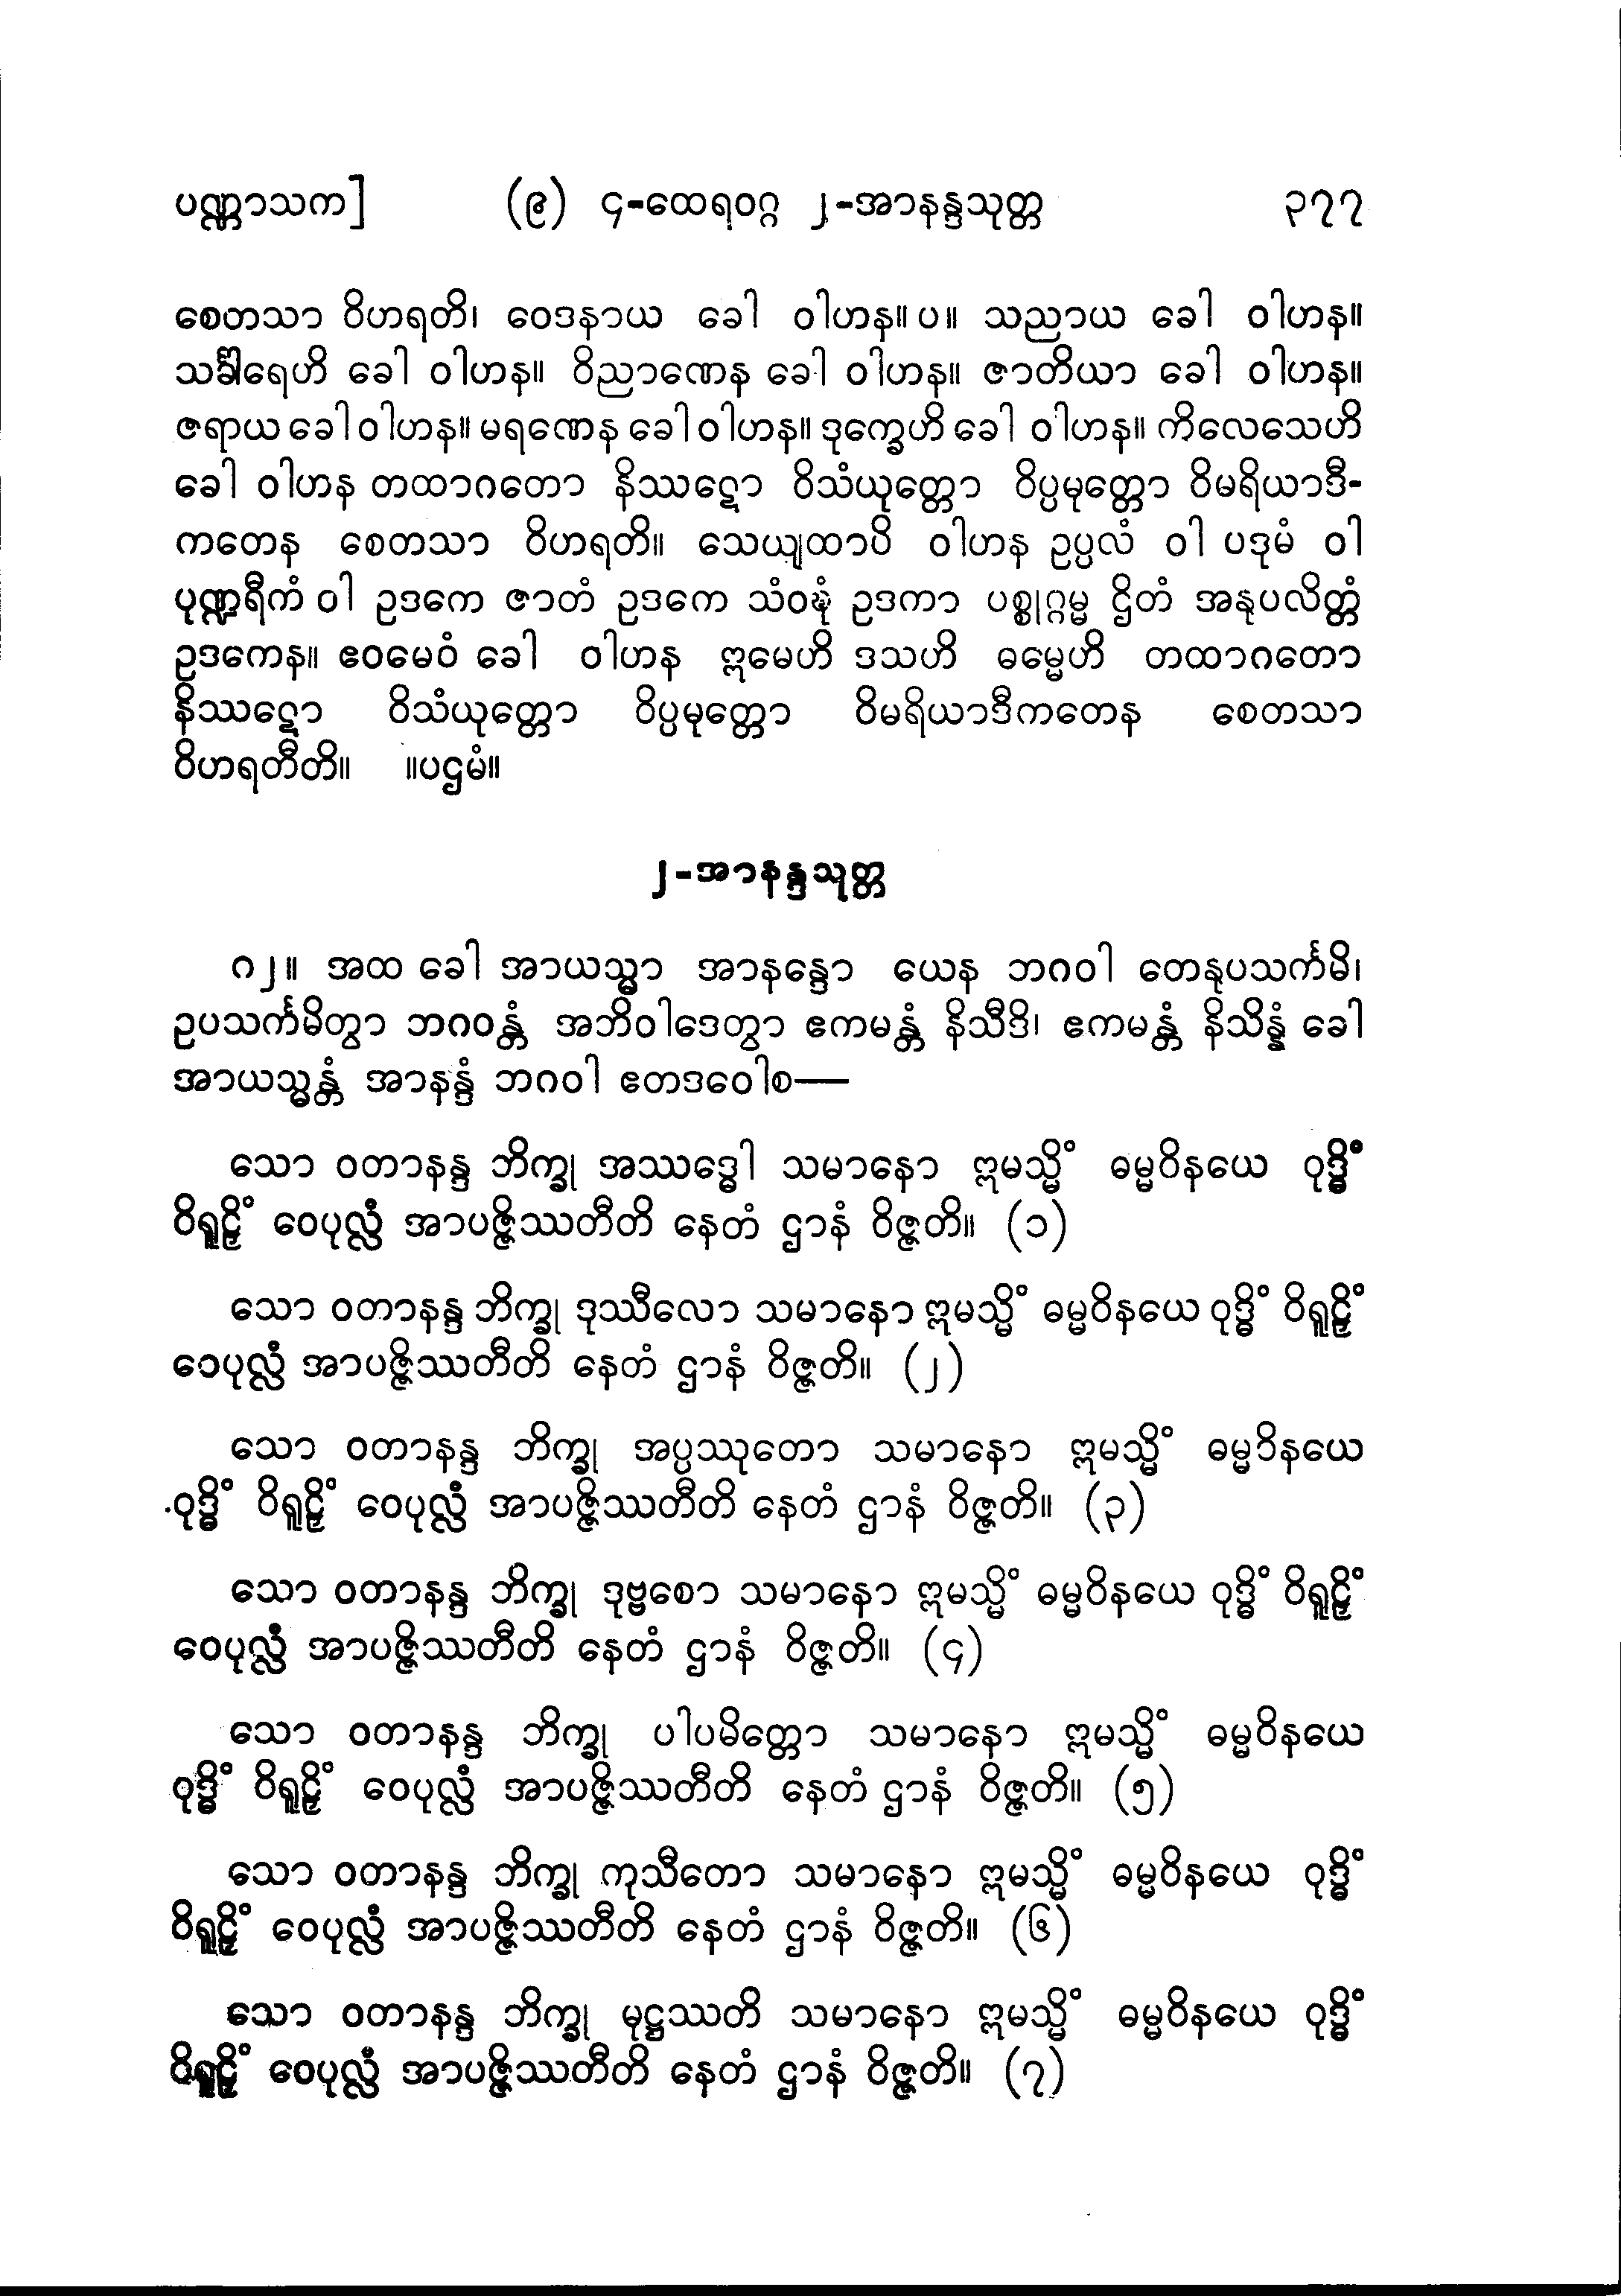 ပဏ္ဏာသက] (၉) ၄-ထေရဝဂ္ဂ ၂-အာနန္ဒသုတ္တ ၃၇၇
စေတသာ ဝိဟရတိ၊ ဝေဒနာယ ခေါ ဝါဟန။ပ။ သညာယ ခေါ ဝါဟန။
သင်္ခါရေဟိ ခေါ ဝါဟန။ ဝိညာဏေန ခေါ ဝါဟန။ ဇာတိယာ ခေါ ဝါဟန။
ဇရာယ ခေါ ဝါဟန။ မရဏေန ခေါ ဝါဟန။ ဒုက္ခေဟိ ခေါ ဝါဟန။ ကိလေသေဟိ
ခေါ ဝါဟန တထာဂတော နိဿဋ္ဋော ဝိသံယုတ္တော ဝိပ္ပမုတ္တော ဝိမရိယာဒီ-
ကတေန စေတသာ ဝိဟရတိ။ သေယျထာပိ ဝါဟန ဥပ္ပလံ ဝါ ပဒုမံ ဝါ
ပုဏ္ဍရီကံ ဝါ ဥဒကေ ဇာတံ ဥဒကေ သံဝဍ္ဎံ ဥဒကာ ပစ္စုဂ္ဂမ္မ ဌိတံ အနုပလိတ္တံ
ဥဒကေန။ ဧဝမေဝံ ခေါ ဝါဟန ဣမေဟိ ဒသဟိ ဓမ္မေဟိ တထာဂတော
နိဿဋ္ဋော ဝိသံယုတ္တော ဝိပ္ပမုတ္တော ဝိမရိယာဒီကတေန စေတသာ
ဝိဟရတီတိ။ ။ပဌမံ။
၂-အာနန္ဒသုတ္တ
ဂ၂။ အထ ခေါ အာယသ္မာ အာနန္ဒော ယေန ဘဂဝါ တေနုပသင်္ကမိ၊
ဥပသင်္ကမိတွာ ဘဂဝန္တံ အဘိဝါဒေတွာ ဧကမန္တံ နိသီဒိ၊ ဧကမန္တံ နိသိန္နံ ခေါ
အာယသ္မန္တံ အာနန္ဒံ ဘဂဝါ ဧတဒဝေါစ—
သော ဝတာနန္ဒ ဘိက္ခု အဿဒ္ဓေါ သမာနော ဣမသ္မိံ ဓမ္မဝိနယေ ဝုဒ္ဓိံ
ဝိရူဠှိံ ဝေပုလ္လံ အာပဇ္ဇိဿတီတိ နေတံ ဌာနံ ဝိဇ္ဇတိ။ (၁)
သော ဝတာနန္ဒ ဘိက္ခု ဒုဿီလော သမာနော ဣမသ္မိံ ဓမ္မဝိနယေ ဝုဒ္ဓိံ ဝိရူဠှိံ
ဝေပုလ္လံ အာပဇ္ဇိဿတီတိ နေတံ ဌာနံ ဝိဇ္ဇတိ။ (၂)
သော ဝတာနန္ဒ ဘိက္ခု အပ္ပဿုတော သမာနော ဣမသ္မိံ ဓမ္မဝိနယေ
ဝုဒ္ဓိံ ဝိရူဠှိံ ဝေပုလ္လံ အာပဇ္ဇိဿတီတိ နေတံ ဌာနံ ဝိဇ္ဇတိ။ (၃)
သော ဝတာနန္ဒ ဘိက္ခု ဒုဗ္ဗစော သမာနော ဣမသ္မိံ ဓမ္မဝိနယေ ဝုဒ္ဓိံ ဝိရူဠှိံ
ဝေပုလ္လံ အာပဇ္ဇိဿတီတိ နေတံ ဌာနံ ဝိဇ္ဇတိ။ (၄)
သော ဝတာနန္ဒ ဘိက္ခု ပါပမိတ္တော သမာနော ဣမသ္မိံ ဓမ္မဝိနယေ
ဝုဒ္ဓိံ ဝိရူဠှိံ ဝေပုလ္လံ အာပဇ္ဇိဿတီတိ နေတံ ဌာနံ ဝိဇ္ဇတိ။ (၅)
သော ဝတာနန္ဒ ဘိက္ခု ကုသီတော သမာနော ဣမသ္မိံ ဓမ္မဝိနယေ ဝုဒ္ဓိံ
ဝိရူဠှိံ ဝေပုလ္လံ အာပဇ္ဇိဿတီတိ နေတံ ဌာနံ ဝိဇ္ဇတိ။ (၆)
သော ဝတာနန္ဒ ဘိက္ခု မုဋ္ဌဿတိ သမာနော ဣမသ္မိံ ဓမ္မဝိနယေ ဝုဒ္ဓိံ
ဝိရူဠှိံ ဝေပုလ္လံ အာပဇ္ဇိဿတီတိ နေတံ ဌာနံ ဝိဇ္ဇတိ။ (၇)